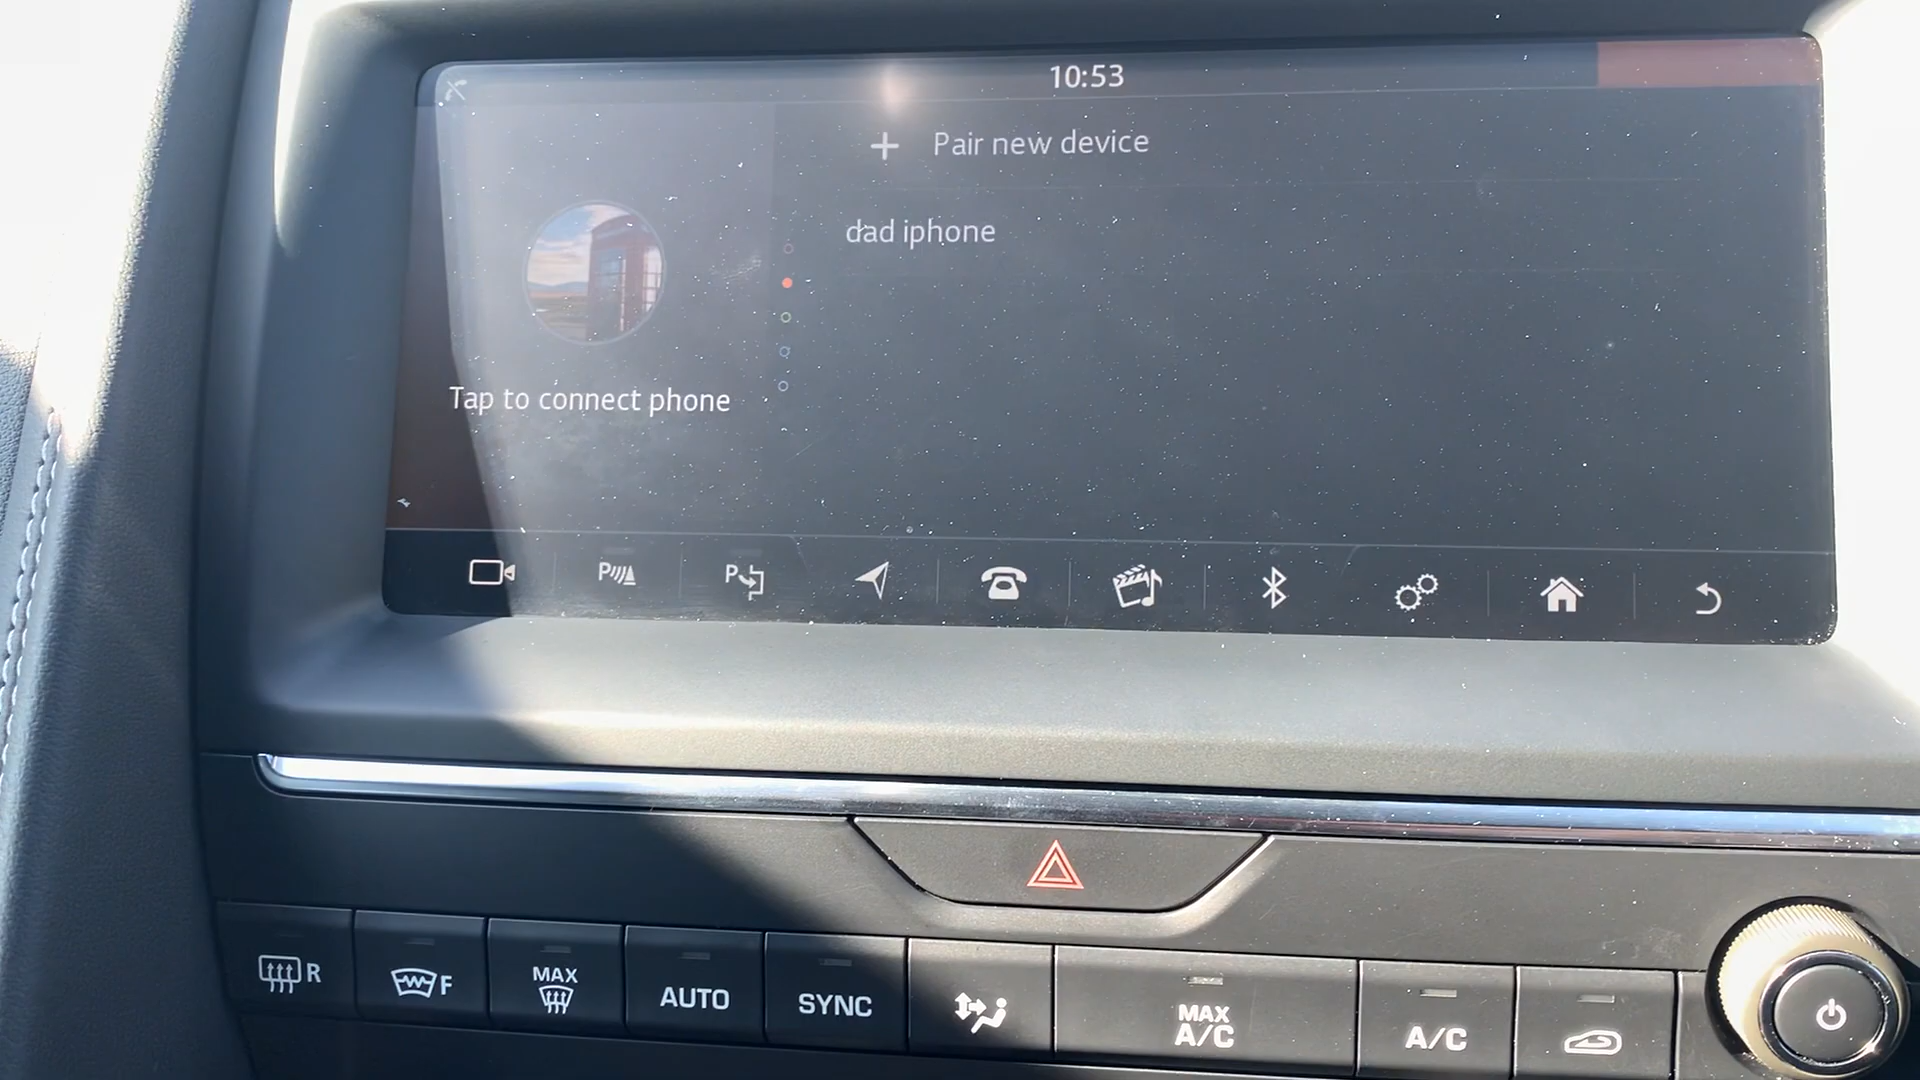 10:53
+ Pair new device
dad iphone
Tap to connect phone
P
P
R
F
MAX
AUTO
SYNC
MAX
A/C
A/C